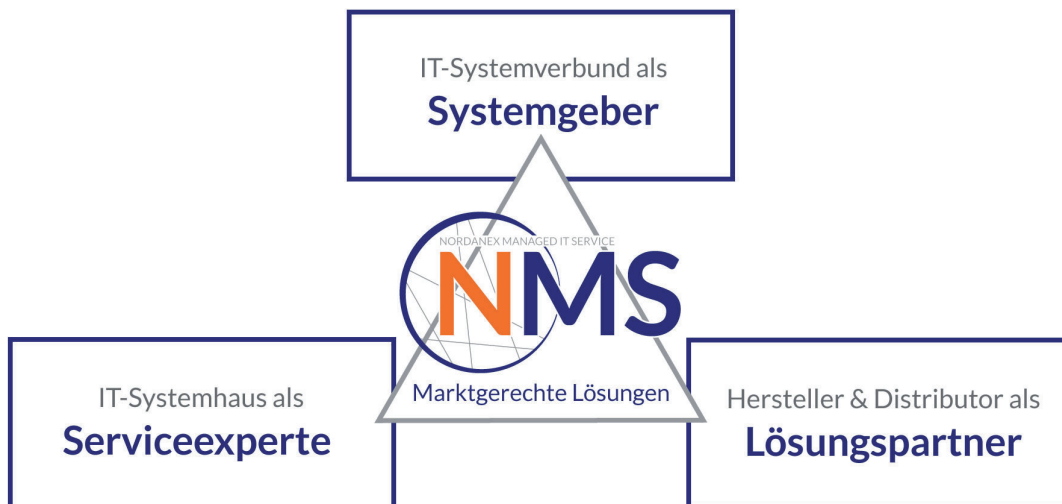 IT-Systemverbund als
Systemgeber
NORDANEX MANAGED IT SERVICE
NMS
Marktgerechte Lösungen
IT-Systemhaus als
Serviceexperte
Hersteller & Distributor als
Lösungspartner